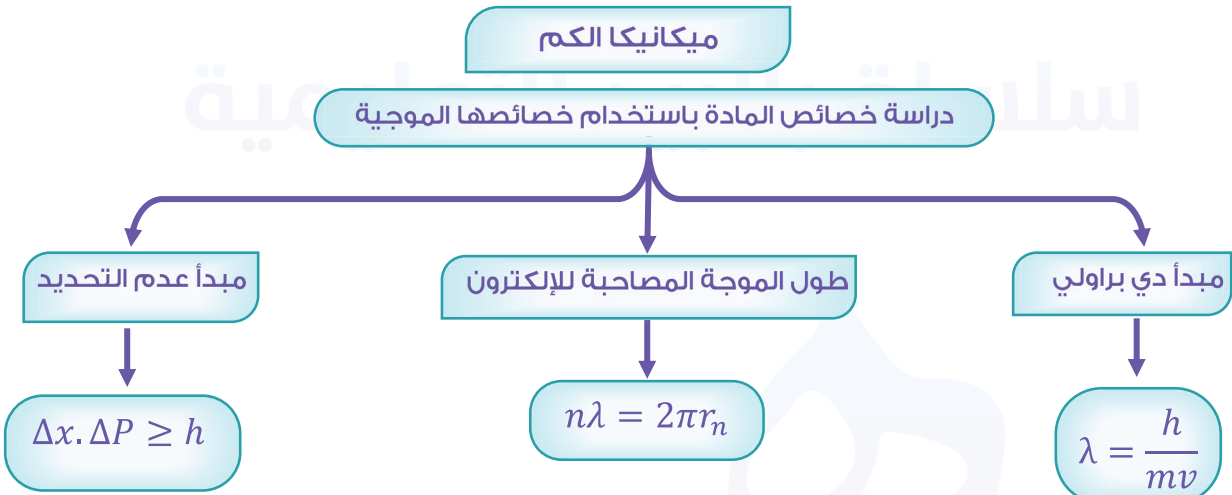 ميكانيكا الكم
دراسة خصائص المادة باستخدام خصائصها الموجية
مبدأ دي براولي
طول الموجة المصاحبة للإلكترون
مبدأ عدم التحديد
λ = h/mv
nλ = 2πrₙ
Δx. ΔP ≥ h